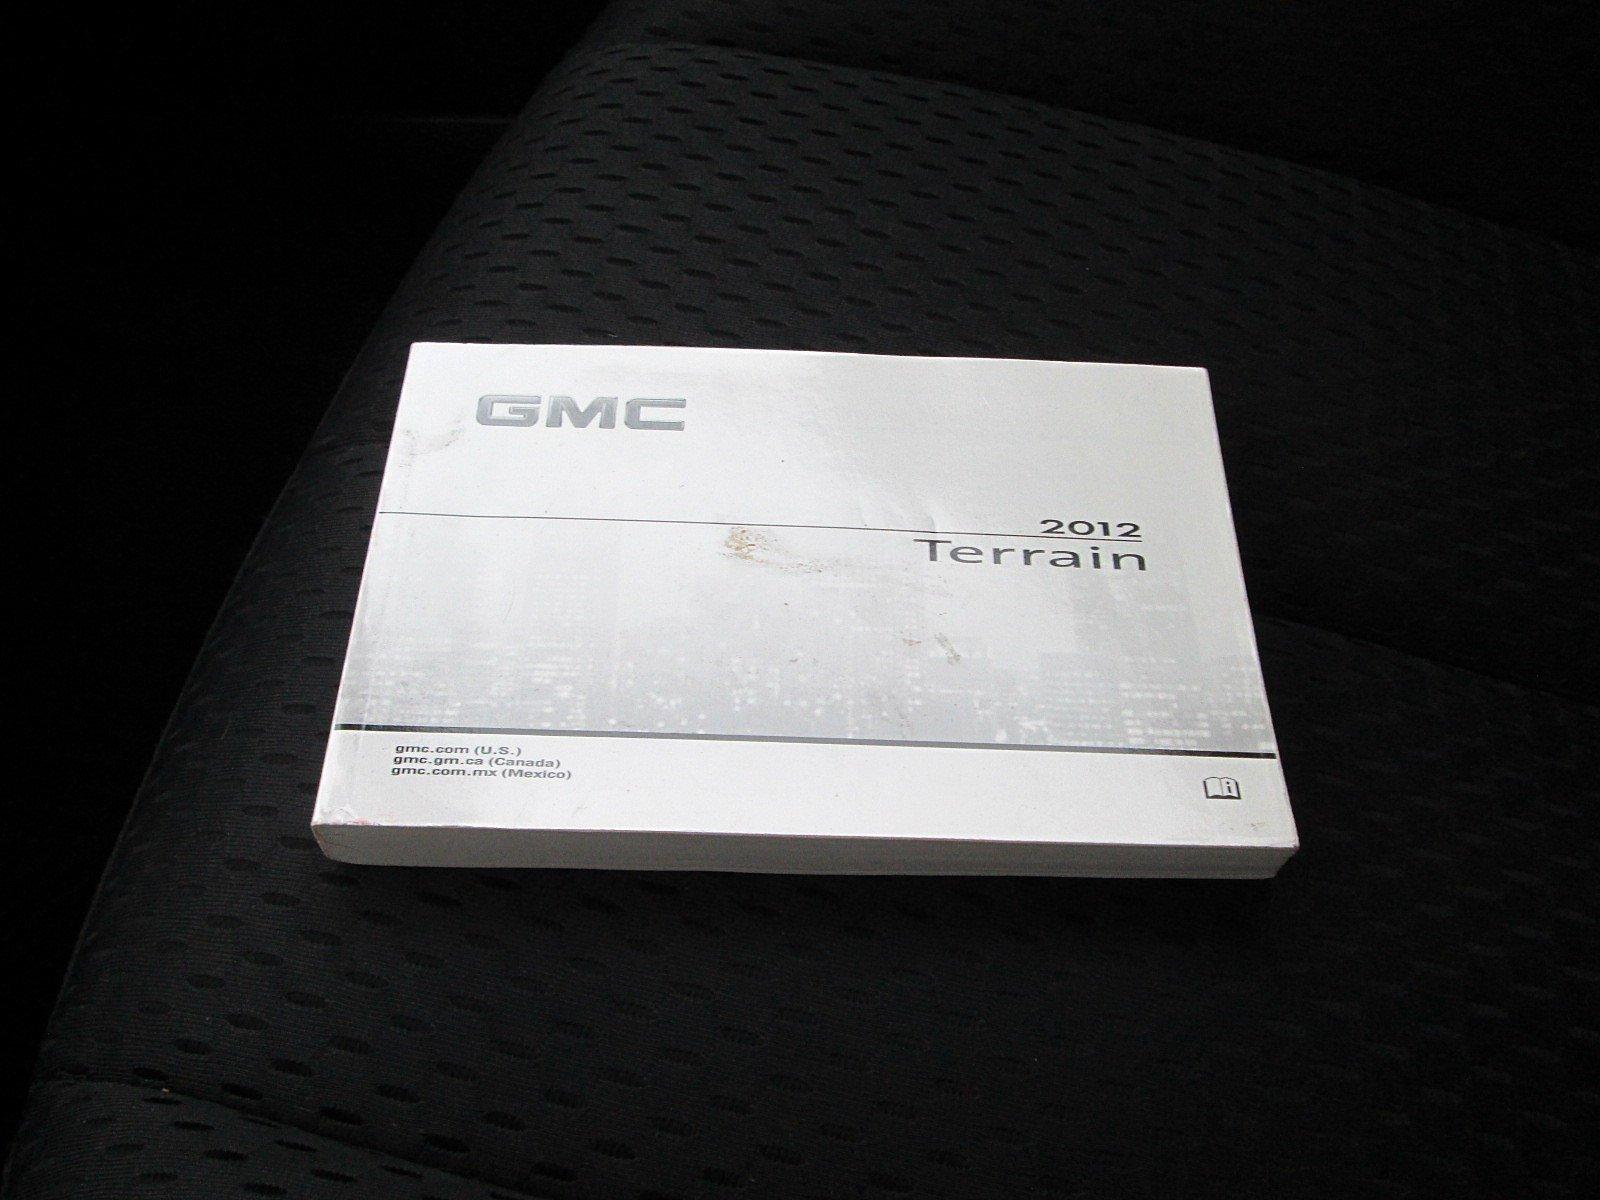 GMC
2012
Terrain
gmc.com (U.S.)
gmc.gm.ca (Canada)
gmc.com.mx (Mexico)
i